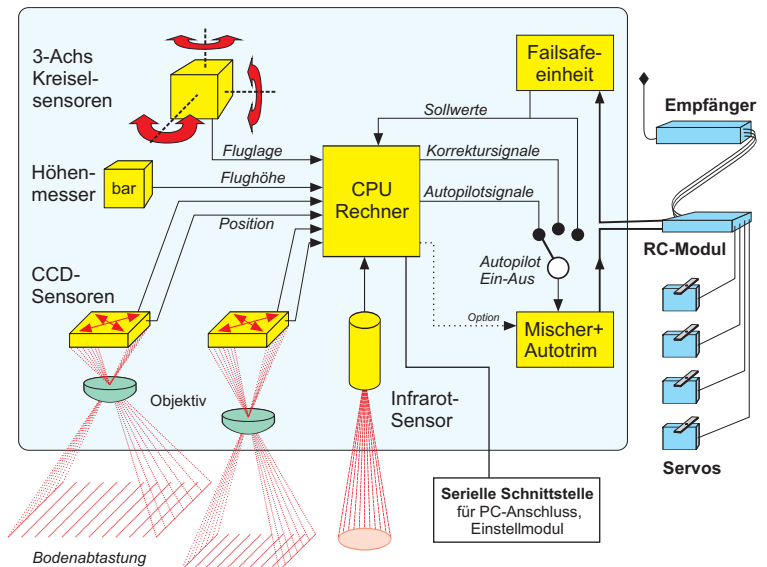 3-Achs
Kreisel-
sensoren
Failsafe-
einheit
Empfänger
Sollwerte
Fluglage
Korrektursignale
Höhen-
messer
bar
Flughöhe
CPU
Rechner
Autopilotsignale
Position
RC-Modul
CCD-
Sensoren
Autopilot
Ein-Aus
Option
Mischer+
Autotrim
Objektiv
Infrarot-
Sensor
Servos
Serielle Schnittstelle
für PC-Anschluss,
Einstellmodul
Bodenabtastung